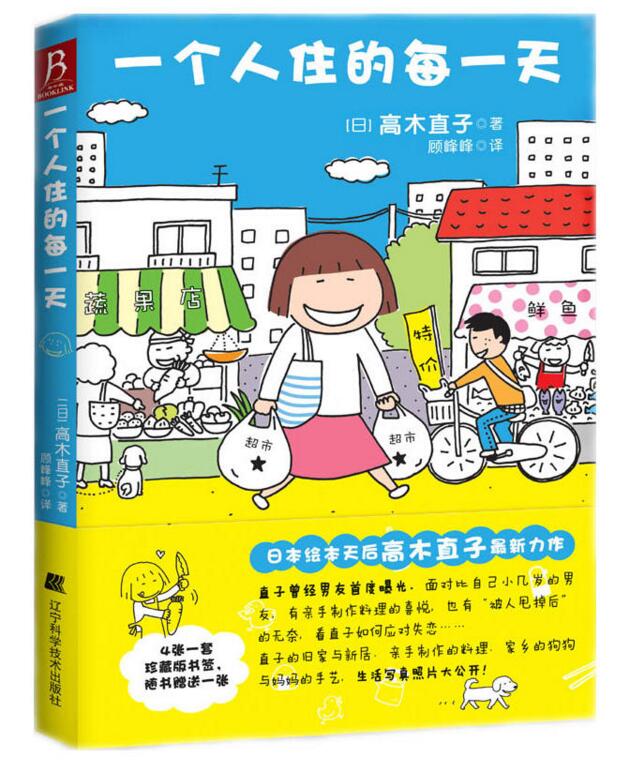 BOOKLINK
一个人住的每一天
[日]高木直子◎著
顾峰峰◎译
辽宁科学技术出版社
一个人住的每一天
[日]高木直子◎著
顾峰峰◎译
蔬果店
鲜鱼
特价
超市
超市
日本绘本天后高木直子最新力作
直子曾经男友首度曝光,面对比自己小几岁的男
友,有亲手制作料理的喜悦,也有“被人甩掉后”
的无奈,看直子如何应对失恋……
直子的旧家与新居,亲手制作的料理,家乡的狗狗
与妈妈的手艺,生活写真照片大公开!
4张一套
珍藏版书签,
随书赠送一张